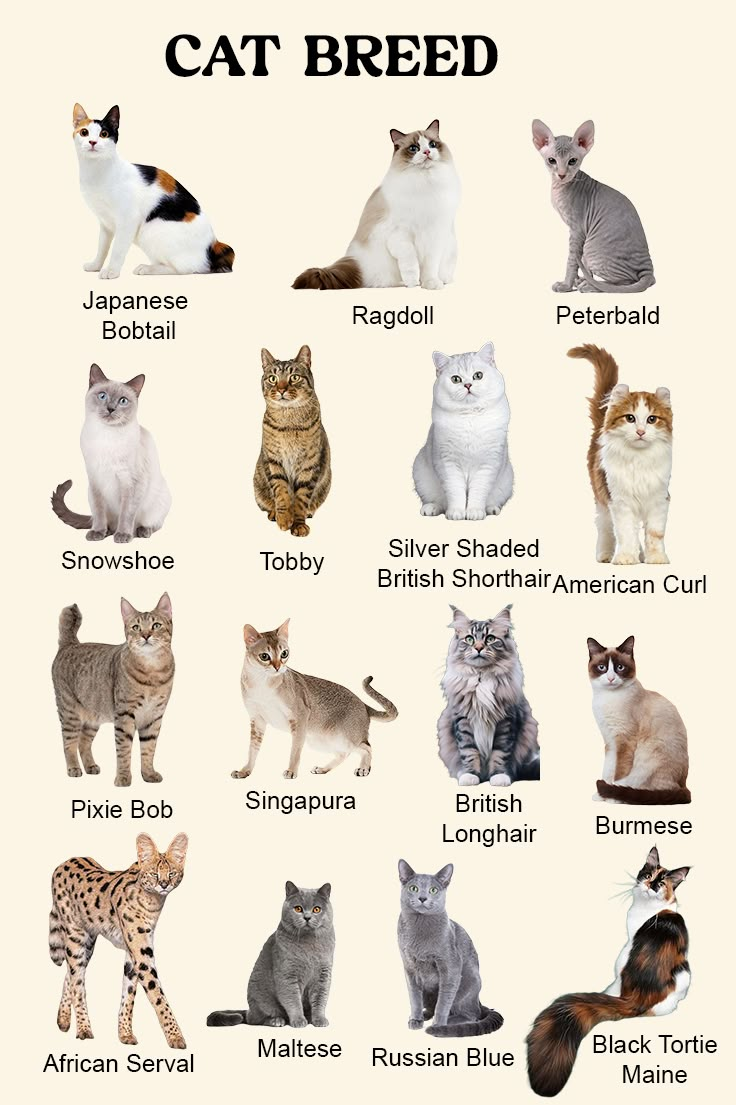 CAT BREED
Japanese
Bobtail
Ragdoll
Peterbald
Snowshoe
Tobby
Silver Shaded
British Shorthair
American Curl
Pixie Bob
Singapura
British
Longhair
Burmese
African Serval
Maltese
Russian Blue
Black Tortie
Maine